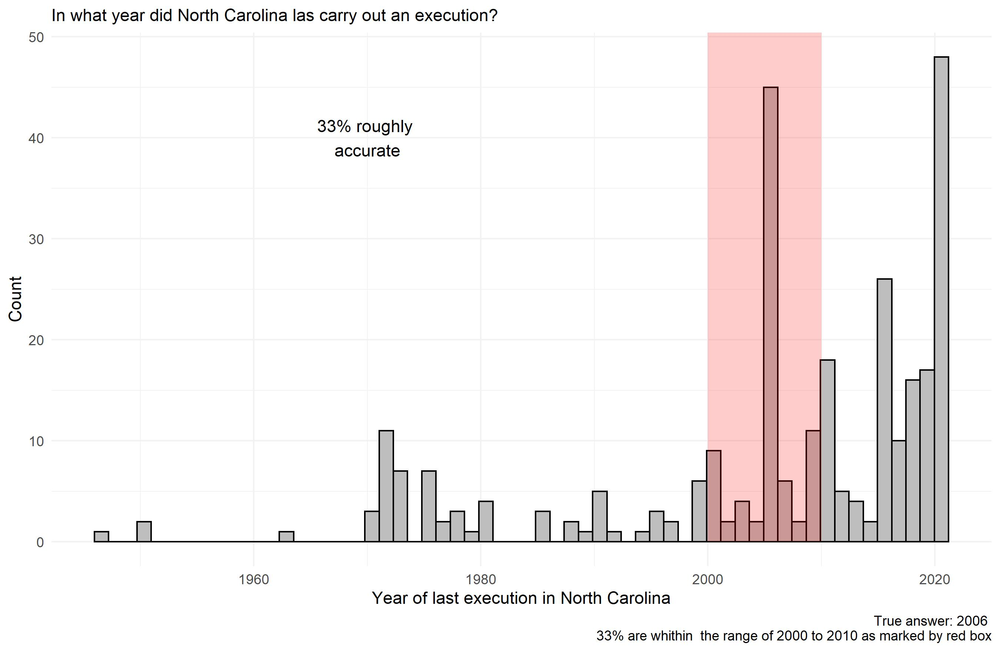 In what year did North Carolina las carry out an execution?
50
40
30
20
10
0
Count
33% roughly
accurate
1960
1980
2000
2020
Year of last execution in North Carolina
True answer: 2006
33% are whithin  the range of 2000 to 2010 as marked by red box